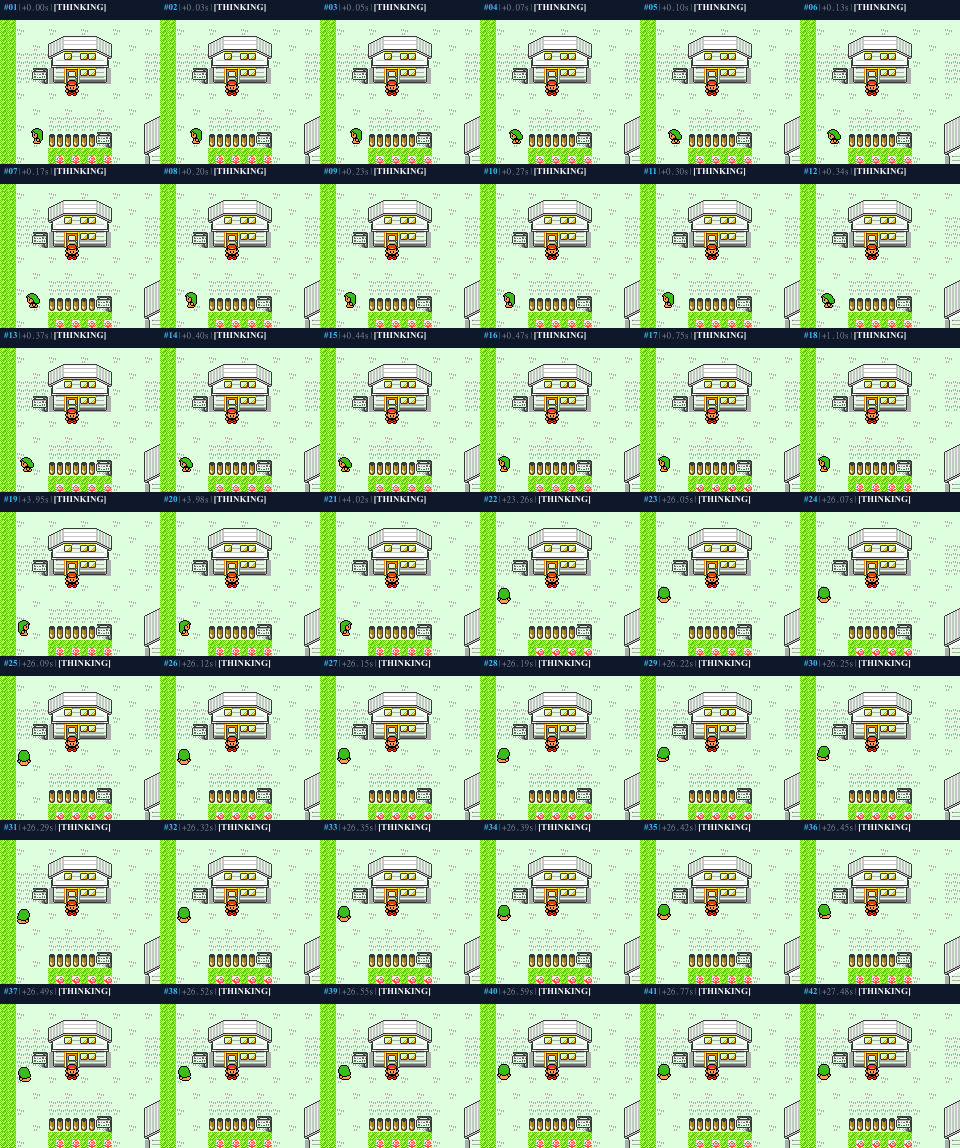 #01|+0.00s|[THINKING] #02|+0.03s|[THINKING] #03|+0.05s|[THINKING] #04|+0.07s|[THINKING] #05|+0.10s|[THINKING] #06|+0.13s|[THINKING]
#07|+0.17s|[THINKING] #08|+0.20s|[THINKING] #09|+0.23s|[THINKING] #10|+0.27s|[THINKING] #11|+0.30s|[THINKING] #12|+0.34s|[THINKING]
#13|+0.37s|[THINKING] #14|+0.40s|[THINKING] #15|+0.44s|[THINKING] #16|+0.47s|[THINKING] #17|+0.75s|[THINKING] #18|+1.10s|[THINKING]
#19|+3.95s|[THINKING] #20|+3.98s|[THINKING] #21|+4.02s|[THINKING] #22|+23.26s|[THINKING] #23|+26.05s|[THINKING] #24|+26.07s|[THINKING]
#25|+26.09s|[THINKING] #26|+26.12s|[THINKING] #27|+26.15s|[THINKING] #28|+26.19s|[THINKING] #29|+26.22s|[THINKING] #30|+26.25s|[THINKING]
#31|+26.29s|[THINKING] #32|+26.32s|[THINKING] #33|+26.35s|[THINKING] #34|+26.39s|[THINKING] #35|+26.42s|[THINKING] #36|+26.45s|[THINKING]
#37|+26.49s|[THINKING] #38|+26.52s|[THINKING] #39|+26.55s|[THINKING] #40|+26.59s|[THINKING] #41|+26.77s|[THINKING] #42|+27.48s|[THINKING]